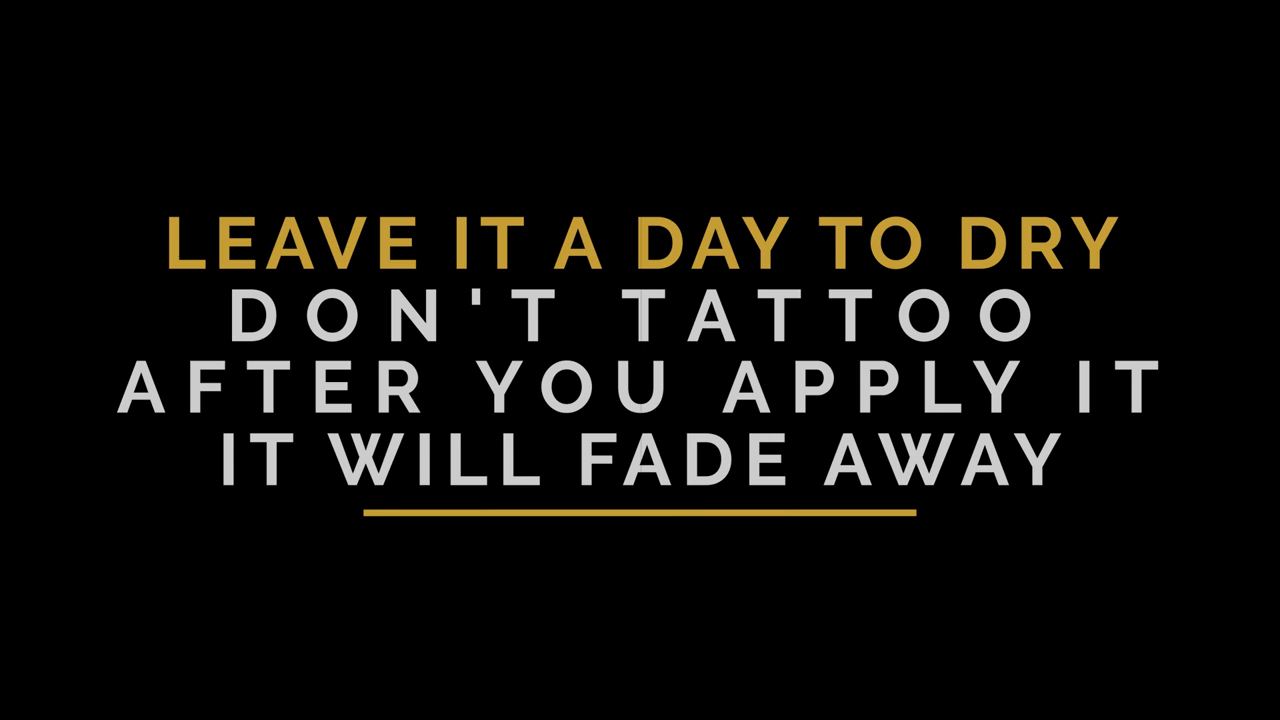 LEAVE IT A DAY TO DRY
DON'T TATTOO
AFTER YOU APPLY IT
IT WILL FADE AWAY